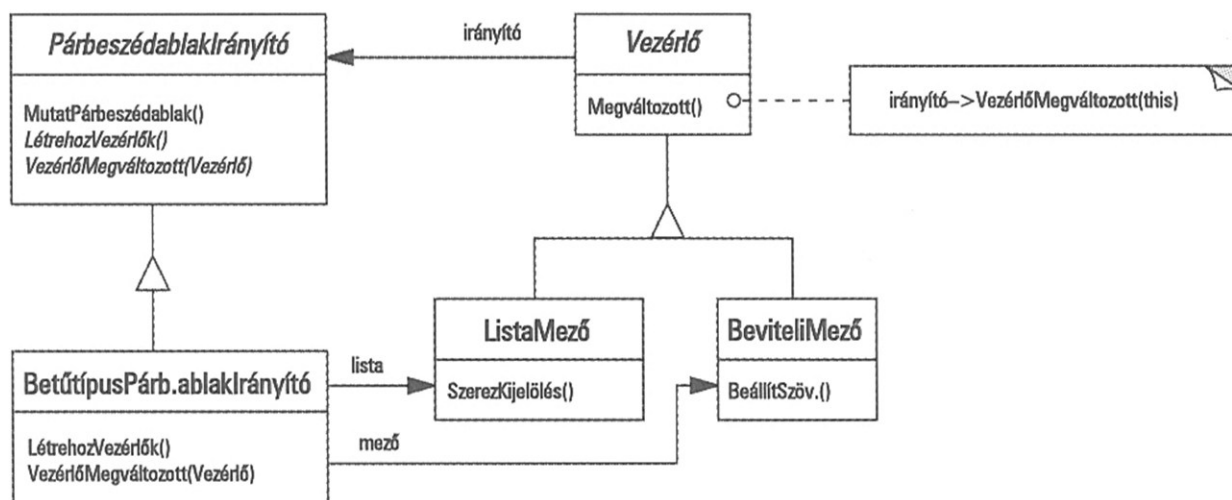 PárbeszédablakIrányító
MutatPárbeszédablak()
LétrehozVezérlők()
VezérlőMegváltozott(Vezérlő)
irányító
Vezérlő
Megváltozott()
irányító–>VezérlőMegváltozott(this)
ListaMező
SzerezKijelölés()
BeviteliMező
BeállítSzöv.()
BetűtípusPárb.ablakIrányító
LétrehozVezérlők()
VezérlőMegváltozott(Vezérlő)
lista
mező